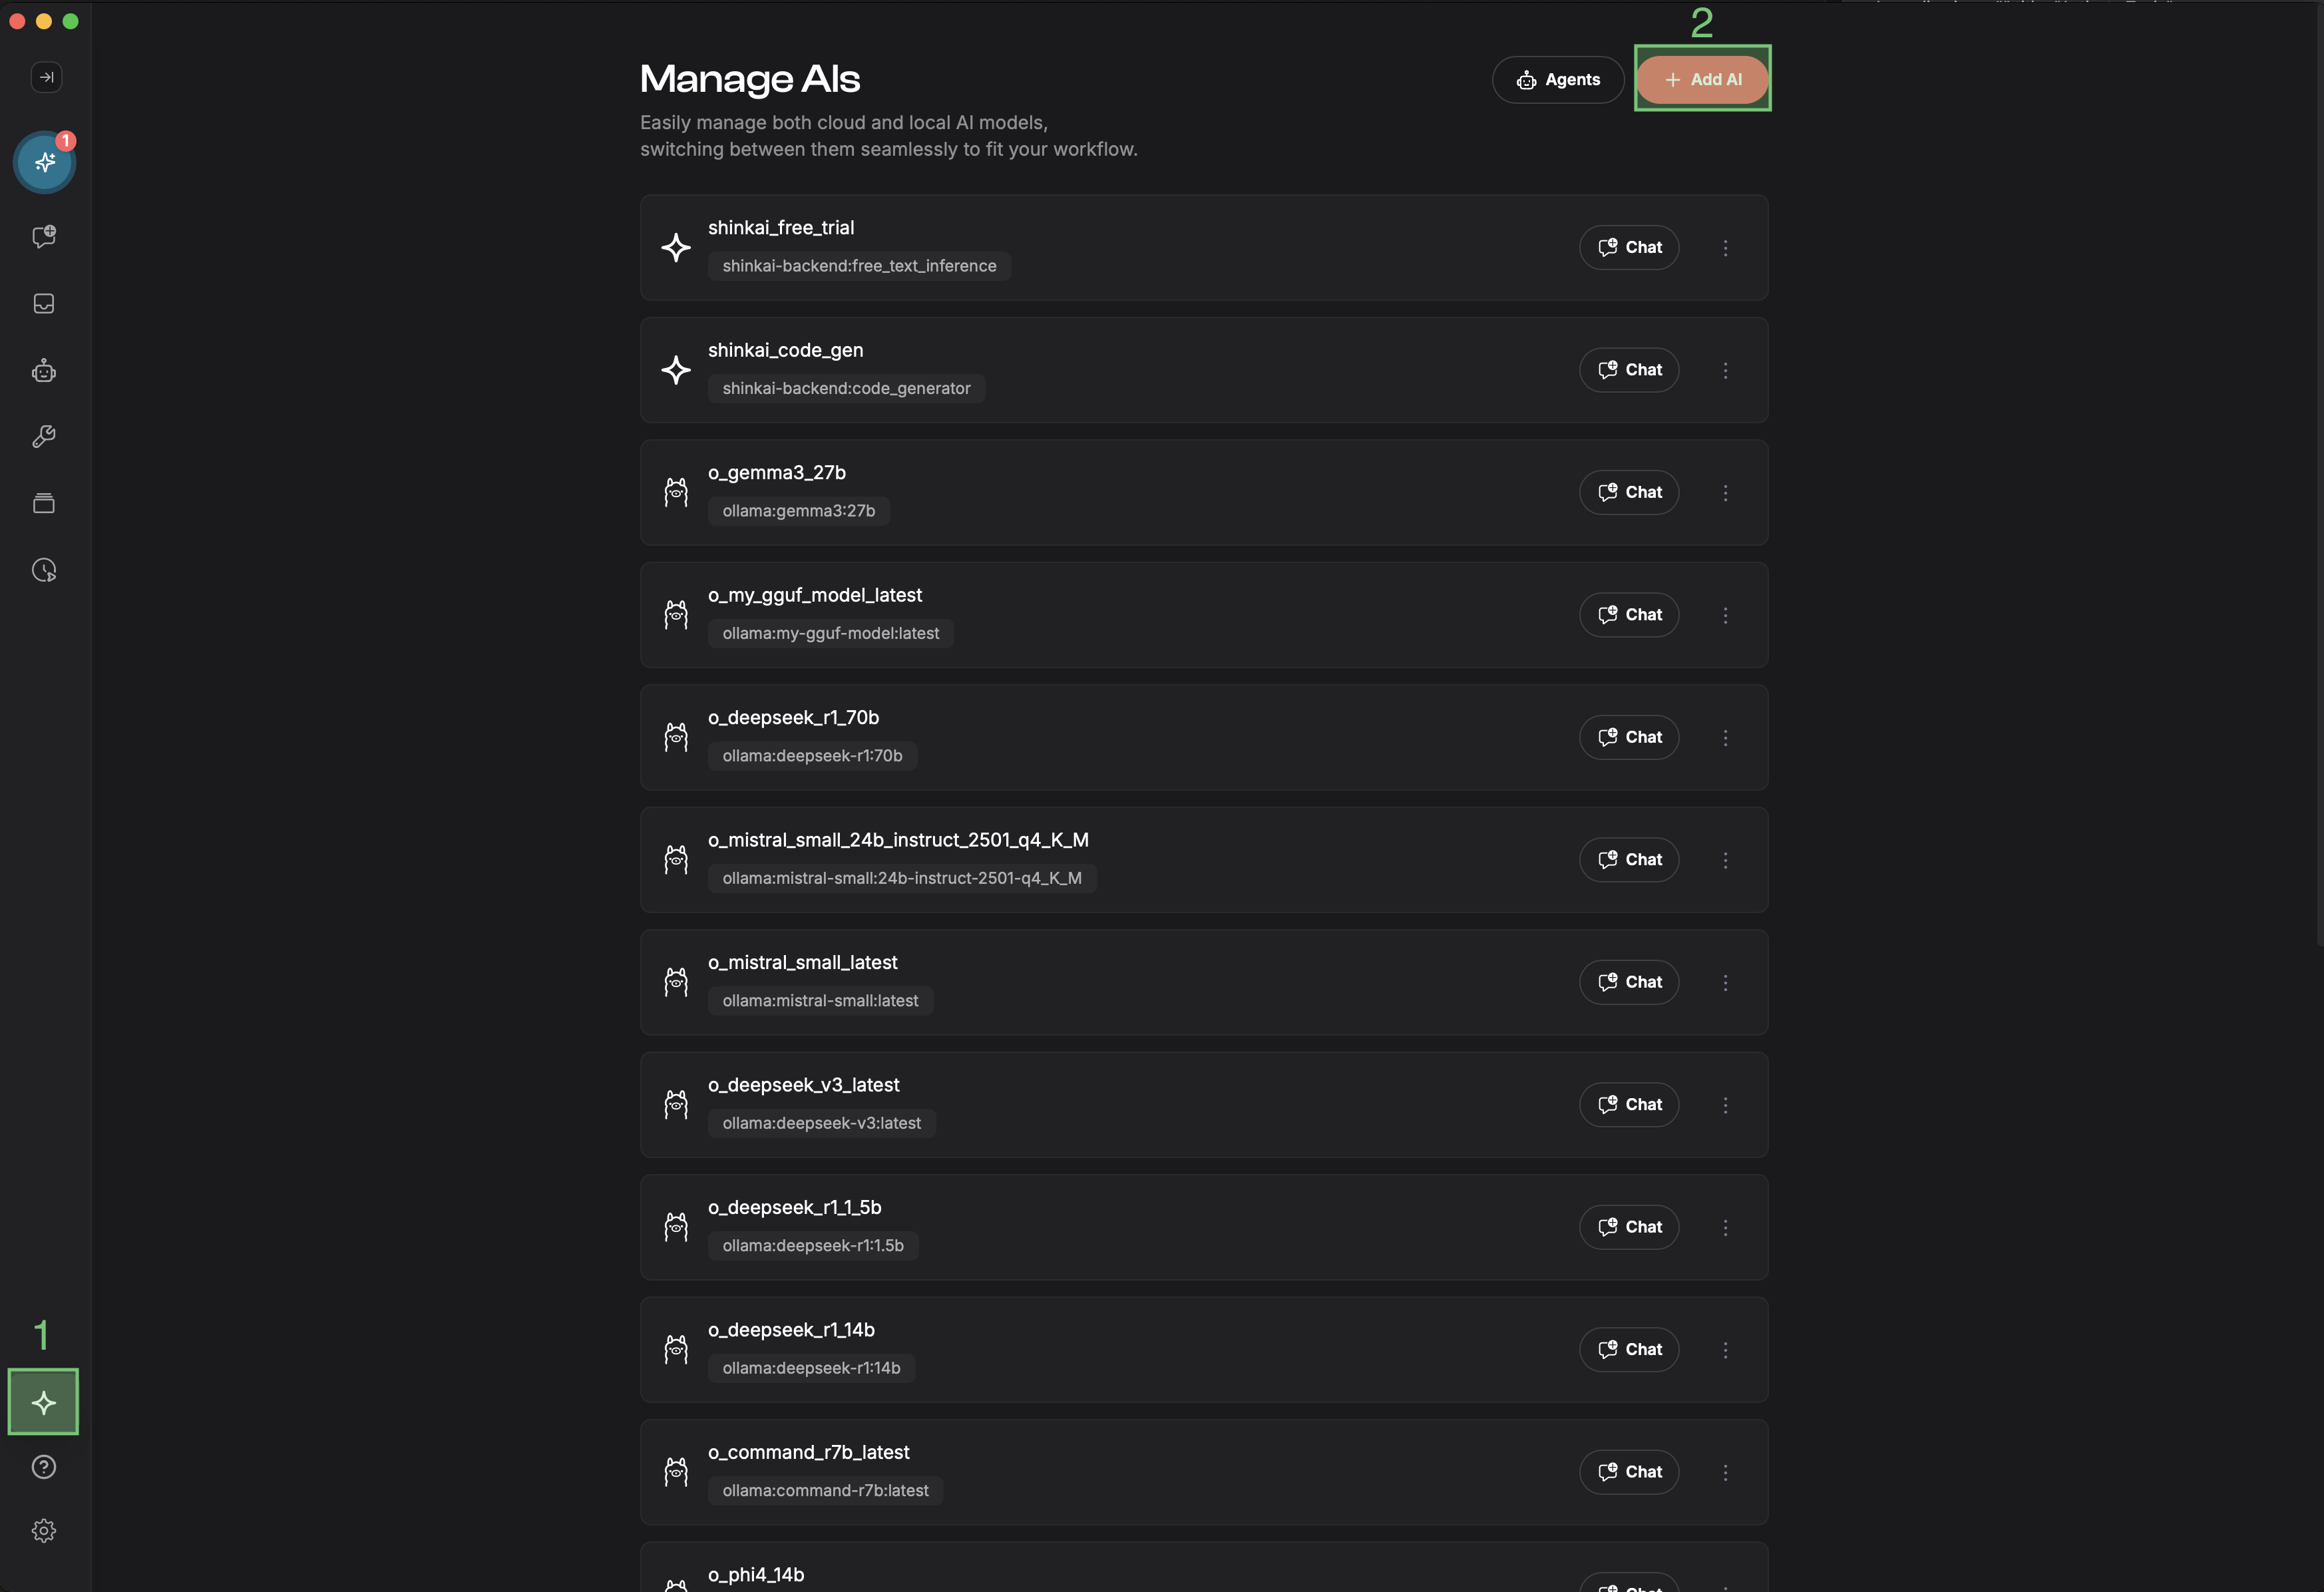 2
Manage AIs
Agents
+ Add AI
Easily manage both cloud and local AI models,
switching between them seamlessly to fit your workflow.
1
shinkai_free_trial
shinkai-backend:free_text_inference
Chat
shinkai_code_gen
shinkai-backend:code_generator
Chat
o_gemma3_27b
ollama:gemma3:27b
Chat
o_my_gguf_model_latest
ollama:my-gguf-model:latest
Chat
o_deepseek_r1_70b
ollama:deepseek-r1:70b
Chat
o_mistral_small_24b_instruct_2501_q4_K_M
ollama:mistral-small:24b-instruct-2501-q4_K_M
Chat
o_mistral_small_latest
ollama:mistral-small:latest
Chat
o_deepseek_v3_latest
ollama:deepseek-v3:latest
Chat
o_deepseek_r1_1_5b
ollama:deepseek-r1:1.5b
Chat
o_deepseek_r1_14b
ollama:deepseek-r1:14b
Chat
1
o_command_r7b_latest
ollama:command-r7b:latest
Chat
o_phi4_14b